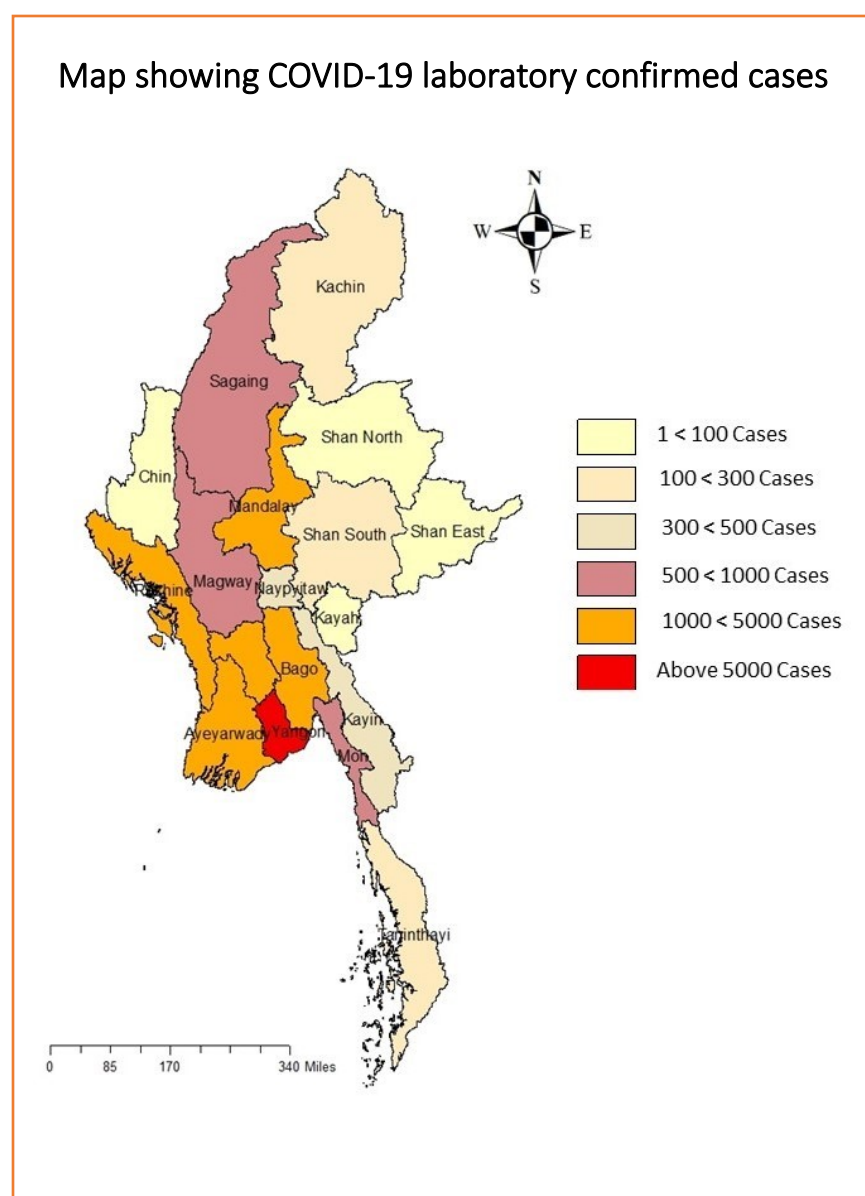 Map showing COVID-19 laboratory confirmed cases
N
W E
S
Kachin
Sagaing
Shan North
Chin
Mandalay
Shan South
Shan East
Magway
Naypyitaw
Rakhine
Kayah
Bago
Kayin
Ayeyarwady
Yangon
Mon
Taninthayi
1 < 100 Cases
100 < 300 Cases
300 < 500 Cases
500 < 1000 Cases
1000 < 5000 Cases
Above 5000 Cases
0 85 170 340 Miles